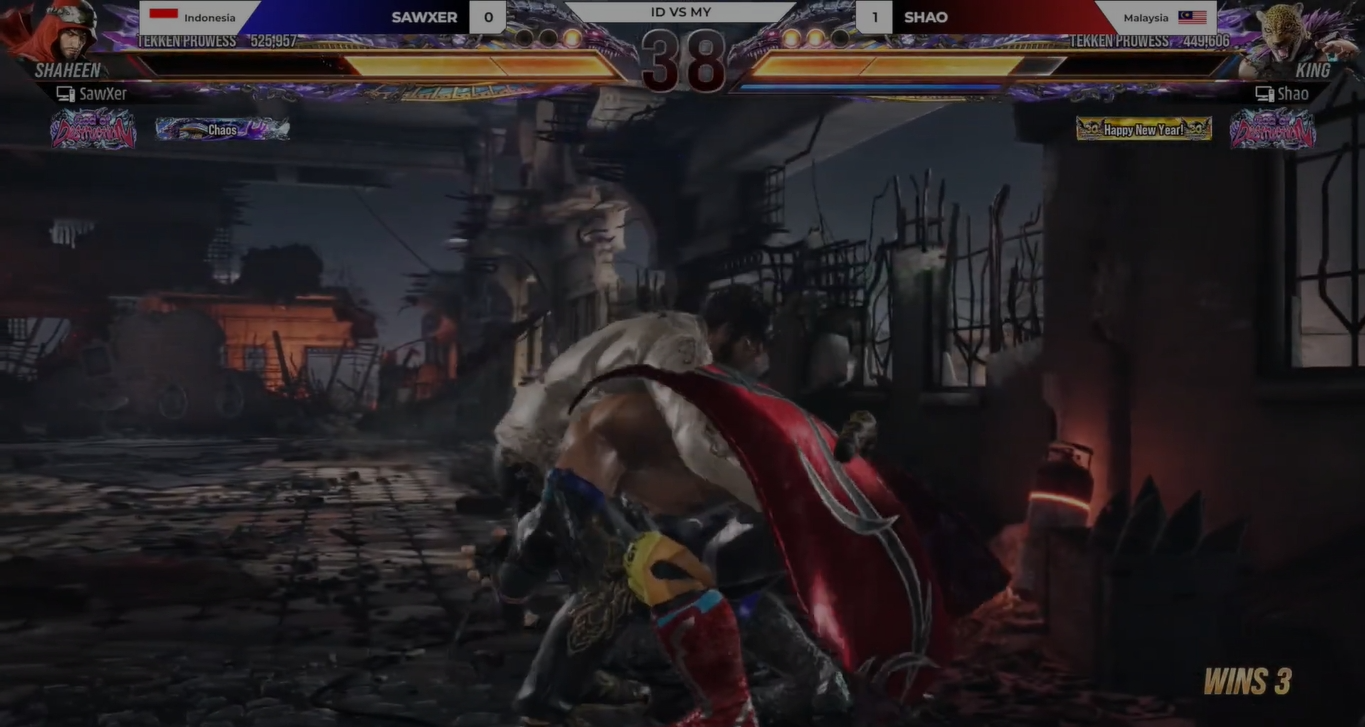 Indonesia SAWXER 0 ID VS MY 1 SHAO Malaysia
TEKKEN PROWESS 525,957 38 TEKKEN PROWESS 449,606
SHAHEEN KING
SawXer Shao
Chaos Happy New Year!
WINS 3